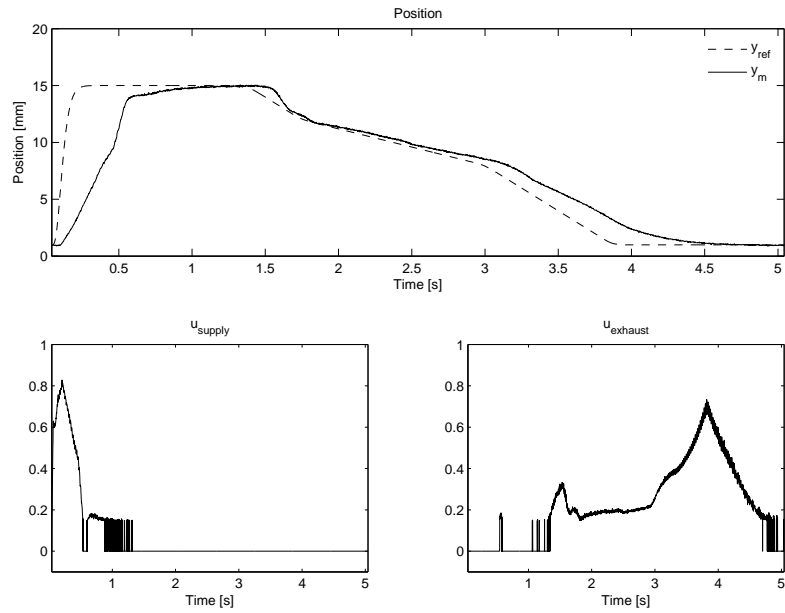 Position
20
15
10
5
0
Position [mm]
y_ref
y_m
0.5 1 1.5 2 2.5 3 3.5 4 4.5 5
Time [s]
u_supply
1
0.8
0.6
0.4
0.2
0
1 2 3 4 5
Time [s]
u_exhaust
1
0.8
0.6
0.4
0.2
0
1 2 3 4 5
Time [s]